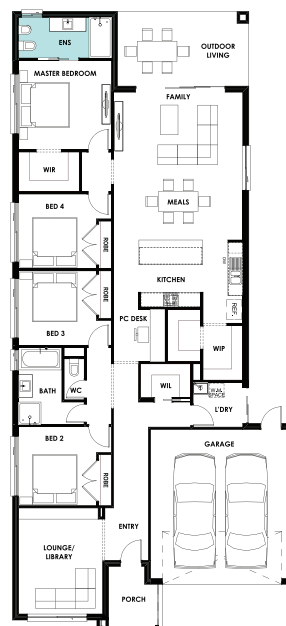 ENS
OUTDOOR
LIVING
MASTER BEDROOM
FAMILY
WIR
BED 4
MEALS
ROBE
KITCHEN
ROBE
REF.
PC DESK
BED 3
WIP
BATH
WC
WIL
W/M
SPACE
L'DRY
BED 2
GARAGE
ROBE
ENTRY
LOUNGE/
LIBRARY
PORCH